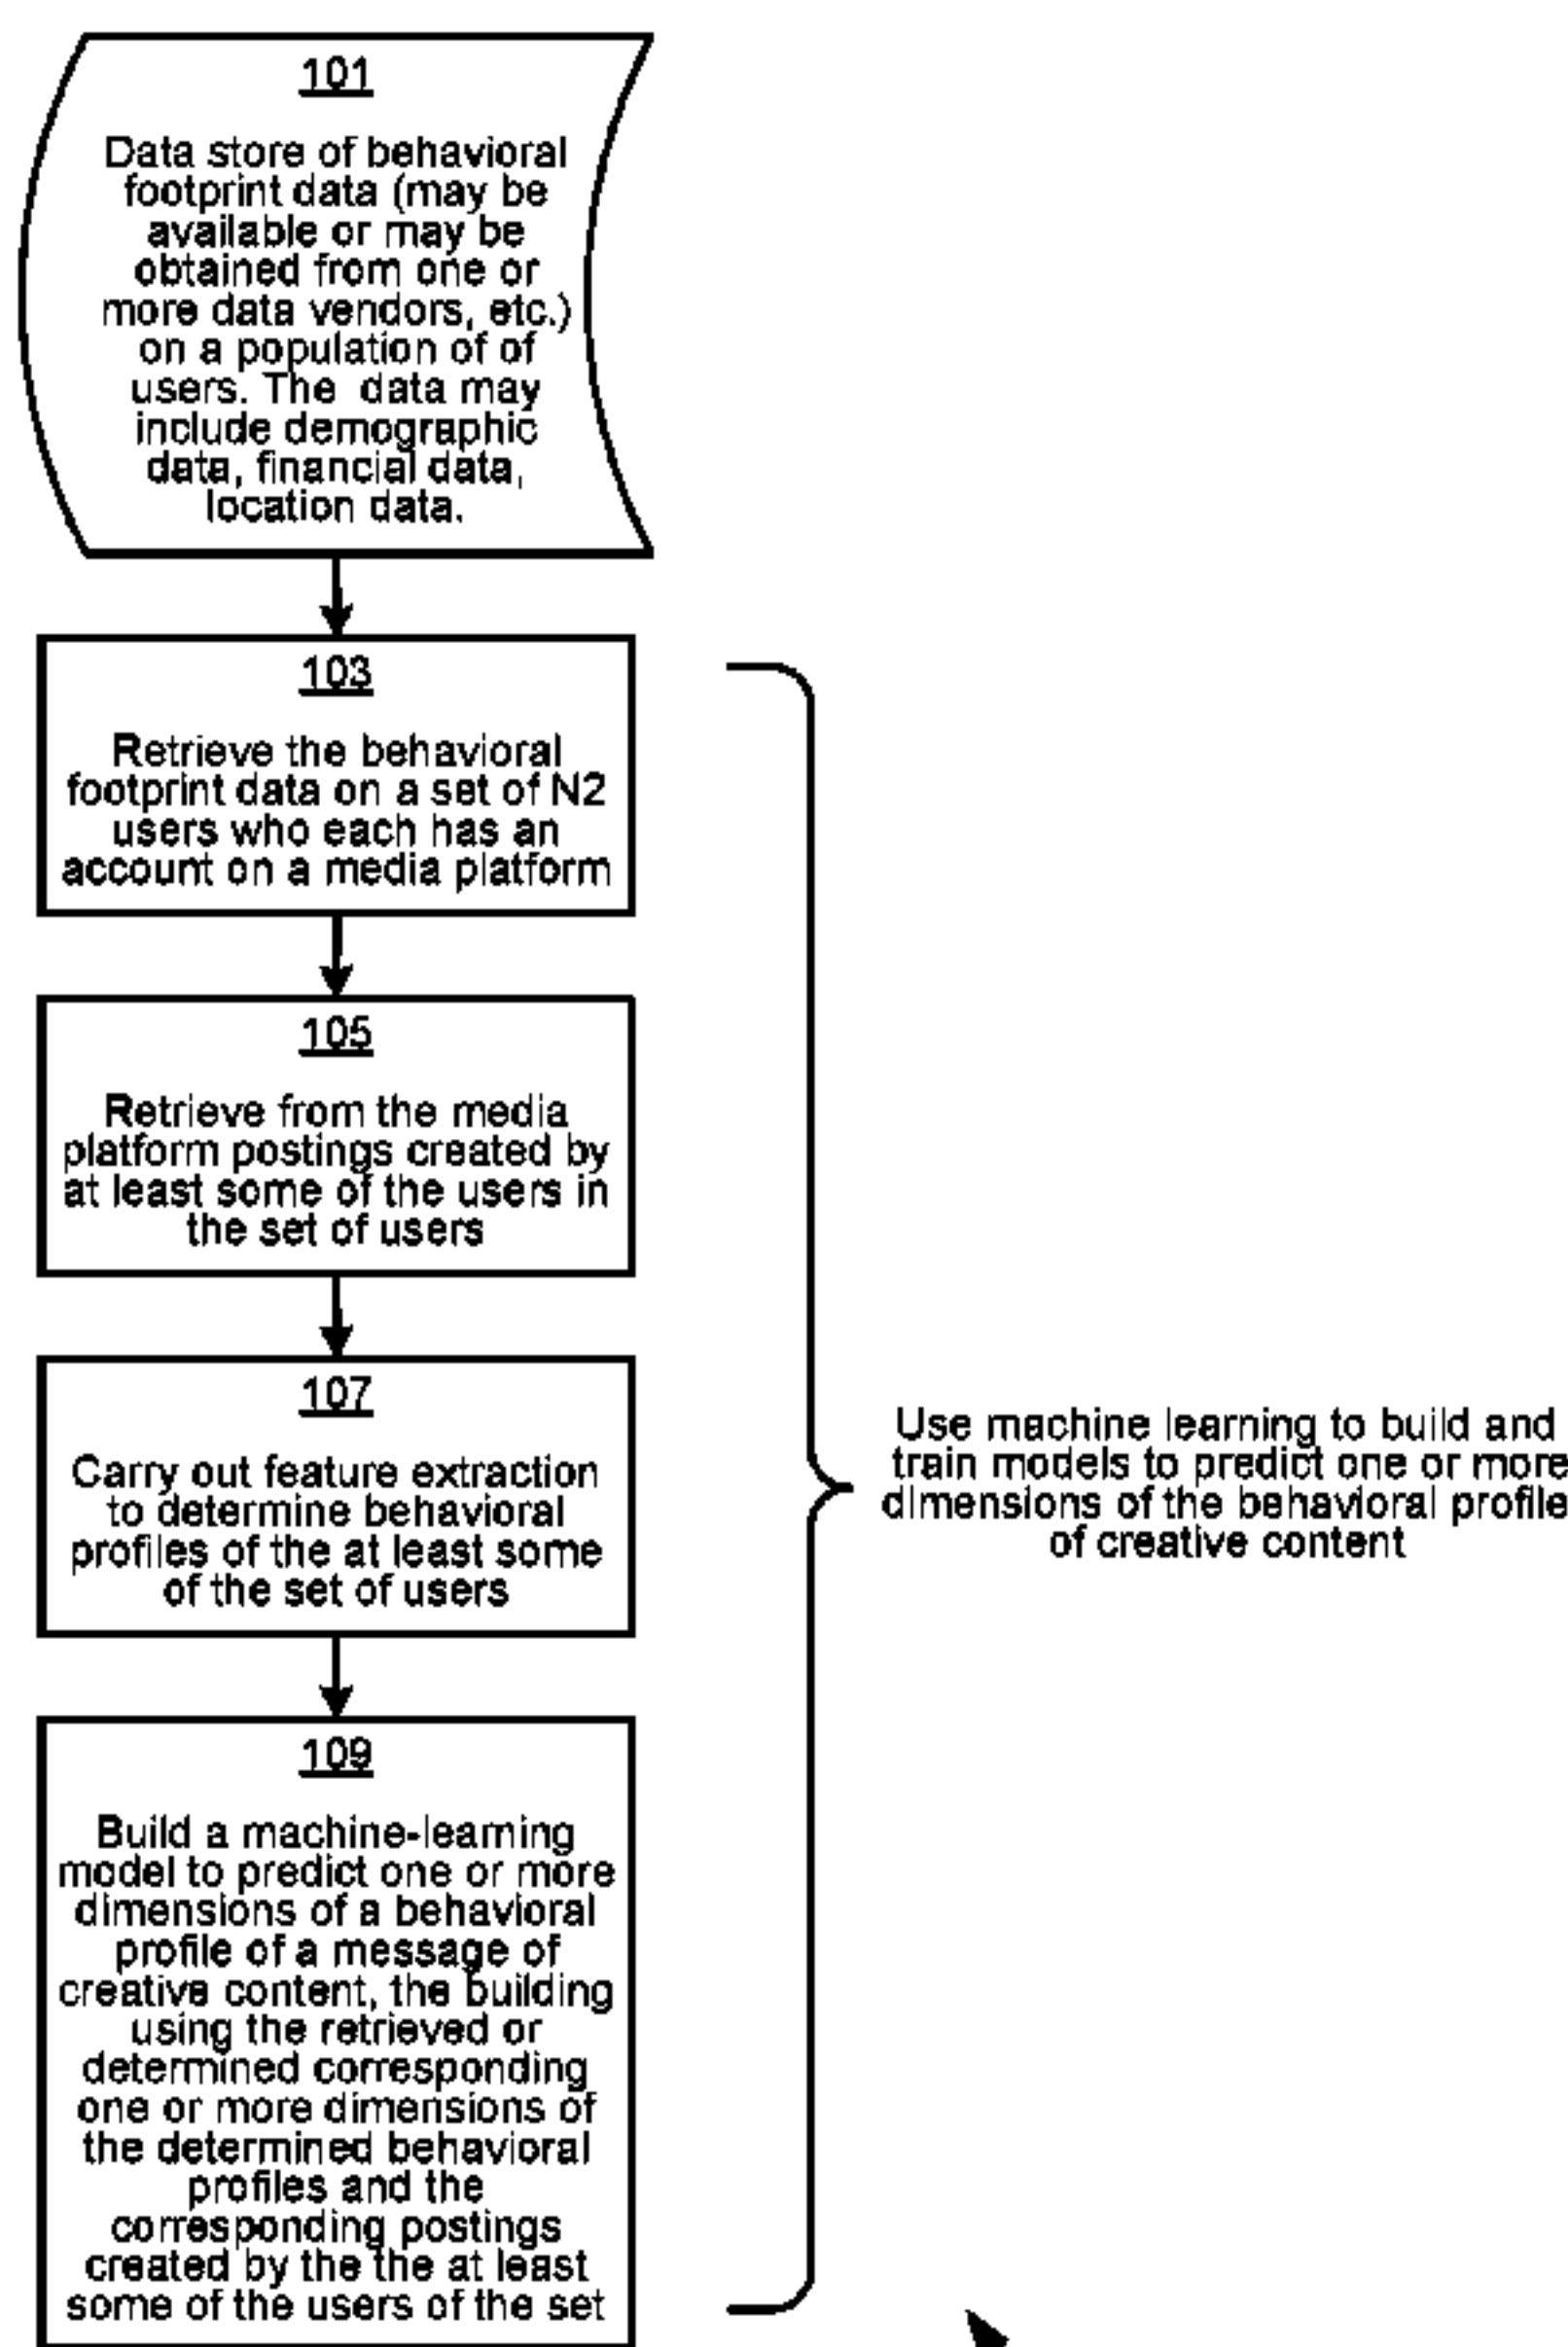 101
Data store of behavioral
footprint data (may be
available or may be
obtained from one or
more data vendors, etc.)
on a population of of
users. The data may
include demographic
data, financial data,
location data.
103
Retrieve the behavioral
footprint data on a set of N2
users who each has an
account on a media platform
105
Retrieve from the media
platform postings created by
at least some of the users in
the set of users
107
Carry out feature extraction
to determine behavioral
profiles of the at least some
of the set of users
109
Build a machine-learning
model to predict one or more
dimensions of a behavioral
profile of a message of
creative content, the building
using the retrieved or
determined corresponding
one or more dimensions of
the determined behavioral
profiles and the
corresponding postings
created by the the at least
some of the users of the set
Use machine learning to build and
train models to predict one or more
dimensions of the behavioral profile
of creative content